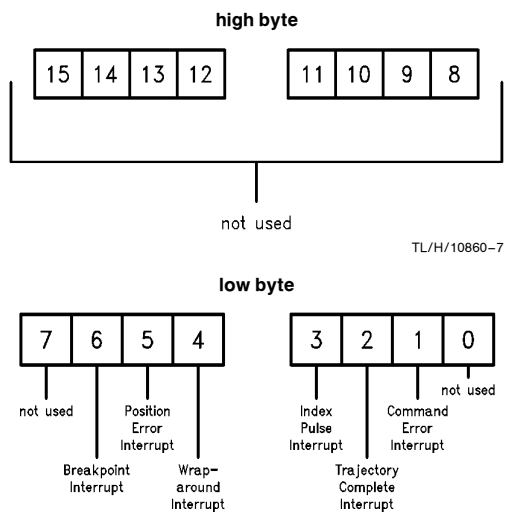 high byte
15 14 13 12 11 10 9 8
not used
TL/H/10860-7
low byte
7 6 5 4 3 2 1 0
not used
Breakpoint
Interrupt
Position
Error
Interrupt
Wrap-
around
Interrupt
Index
Pulse
Interrupt
Trajectory
Complete
Interrupt
Command
Error
Interrupt
not used